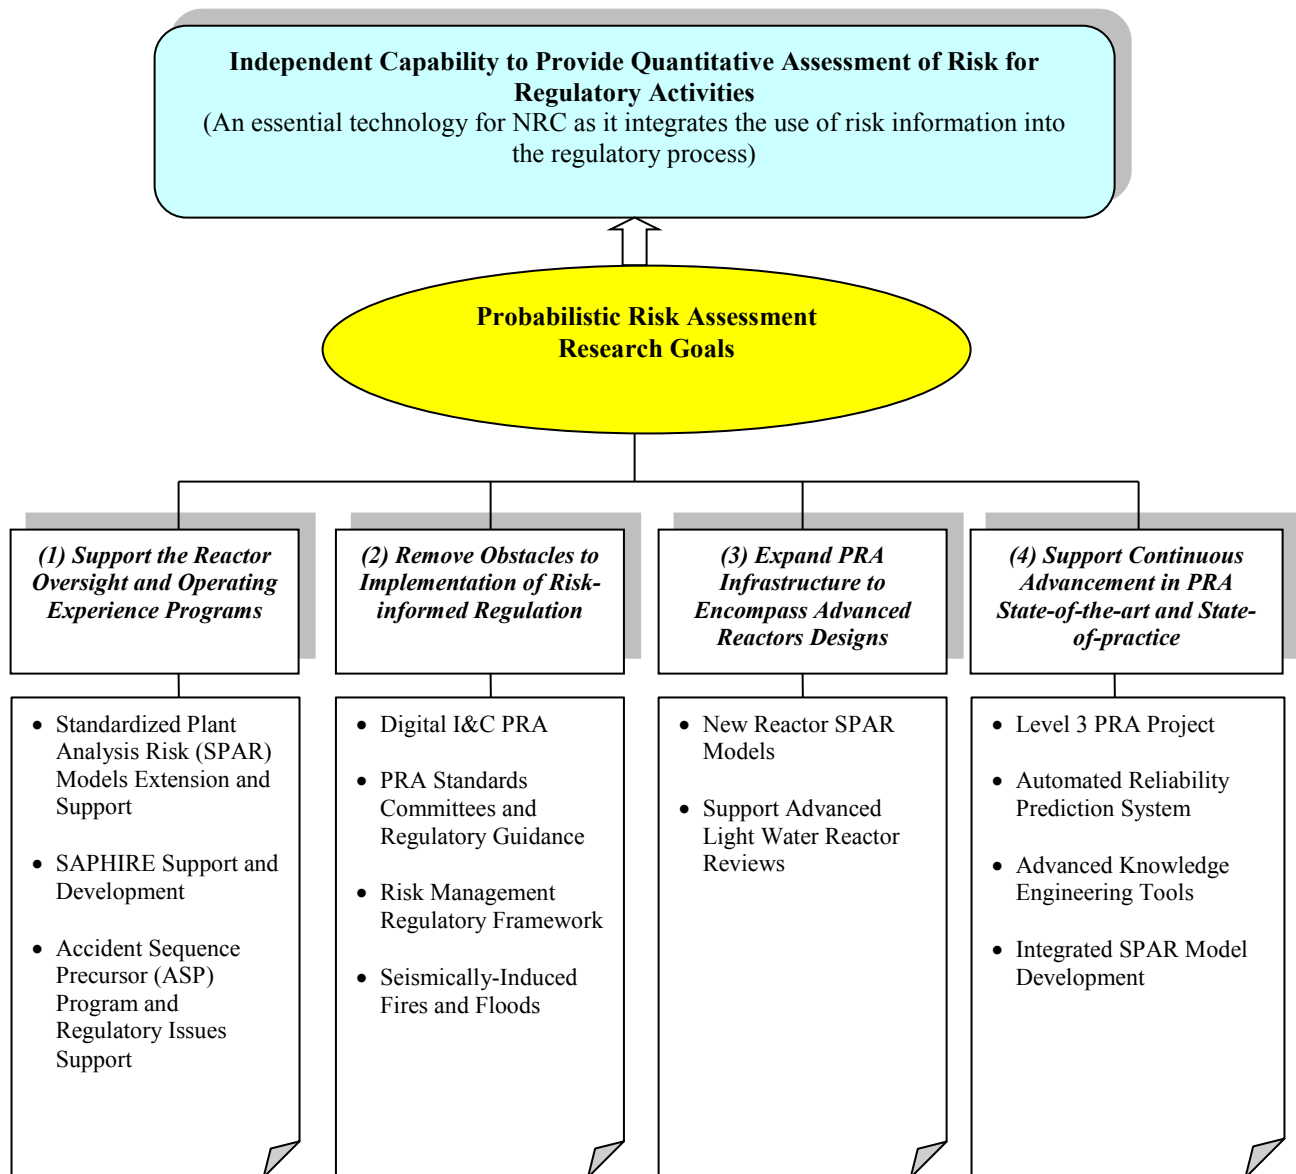 Independent Capability to Provide Quantitative Assessment of Risk for
Regulatory Activities
(An essential technology for NRC as it integrates the use of risk information into
the regulatory process)
Probabilistic Risk Assessment
Research Goals
(1) Support the Reactor
Oversight and Operating
Experience Programs
(2) Remove Obstacles to
Implementation of Risk-
informed Regulation
(3) Expand PRA
Infrastructure to
Encompass Advanced
Reactors Designs
(4) Support Continuous
Advancement in PRA
State-of-the-art and State-
of-practice
• Standardized Plant
Analysis Risk (SPAR)
Models Extension and
Support
• SAPHIRE Support and
Development
• Accident Sequence
Precursor (ASP)
Program and
Regulatory Issues
Support
• Digital I&C PRA
• PRA Standards
Committees and
Regulatory Guidance
• Risk Management
Regulatory Framework
• Seismically-Induced
Fires and Floods
• New Reactor SPAR
Models
• Support Advanced
Light Water Reactor
Reviews
• Level 3 PRA Project
• Automated Reliability
Prediction System
• Advanced Knowledge
Engineering Tools
• Integrated SPAR Model
Development